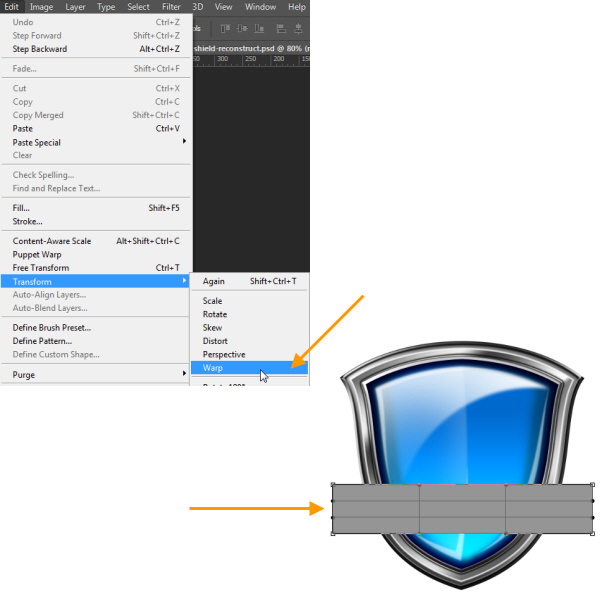 Edit Image Layer Type Select Filter 3D View Window Help
Undo Ctrl+Z
Step Forward Shift+Ctrl+Z
Step Backward Alt+Ctrl+Z
shield-reconstruct.psd @ 80%
300 250 200 150
Fade... Shift+Ctrl+F
Cut Ctrl+X
Copy Ctrl+C
Copy Merged Shift+Ctrl+C
Paste Ctrl+V
Paste Special
Clear
Check Spelling...
Find and Replace Text...
Fill... Shift+F5
Stroke...
Content-Aware Scale Alt+Shift+Ctrl+C
Puppet Warp
Free Transform Ctrl+T
Transform
Again Shift+Ctrl+T
Auto-Align Layers...
Scale
Auto-Blend Layers...
Rotate
Define Brush Preset...
Skew
Define Pattern...
Distort
Define Custom Shape...
Perspective
Warp
Purge